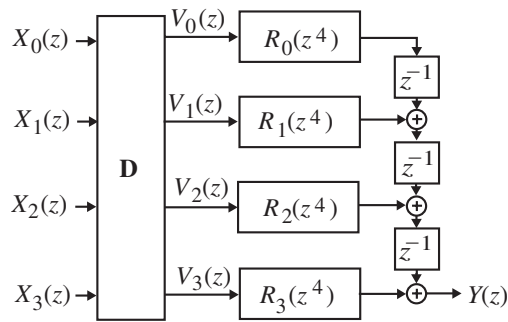 X₀(z) V₀(z) R₀(z⁴)
z⁻¹
X₁(z) V₁(z) R₁(z⁴) +
D z⁻¹
X₂(z) V₂(z) R₂(z⁴) +
z⁻¹
X₃(z) V₃(z) R₃(z⁴) + Y(z)